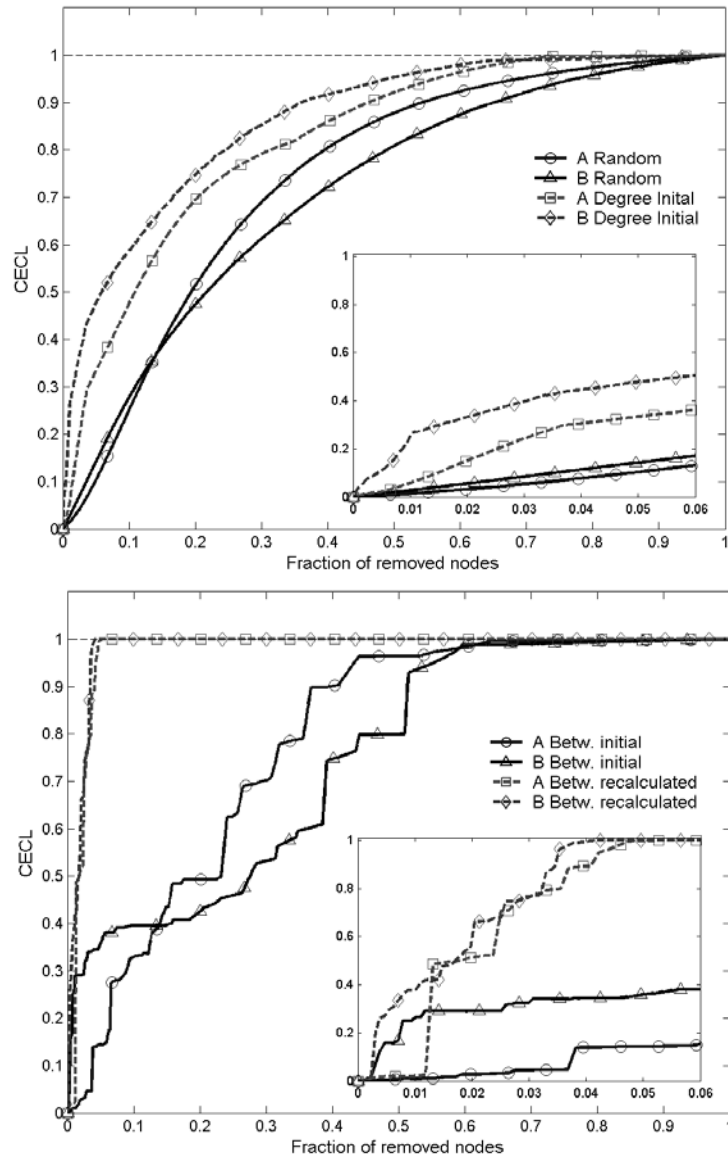 1
0.9
0.8
0.7
0.6
0.5
0.4
0.3
0.2
0.1
0
CECL
A Random
B Random
A Degree Inital
B Degree Initial
1
0.8
0.6
0.4
0.2
0
0 0.01 0.02 0.03 0.04 0.05 0.06
0 0.1 0.2 0.3 0.4 0.5 0.6 0.7 0.8 0.9 1
Fraction of removed nodes
1
0.9
0.8
0.7
0.6
0.5
0.4
0.3
0.2
0.1
0
CECL
A Betw. initial
B Betw. initial
A Betw. recalculated
B Betw. recalculated
1
0.8
0.6
0.4
0.2
0
0 0.01 0.02 0.03 0.04 0.05 0.06
0 0.1 0.2 0.3 0.4 0.5 0.6 0.7 0.8 0.9
Fraction of removed nodes